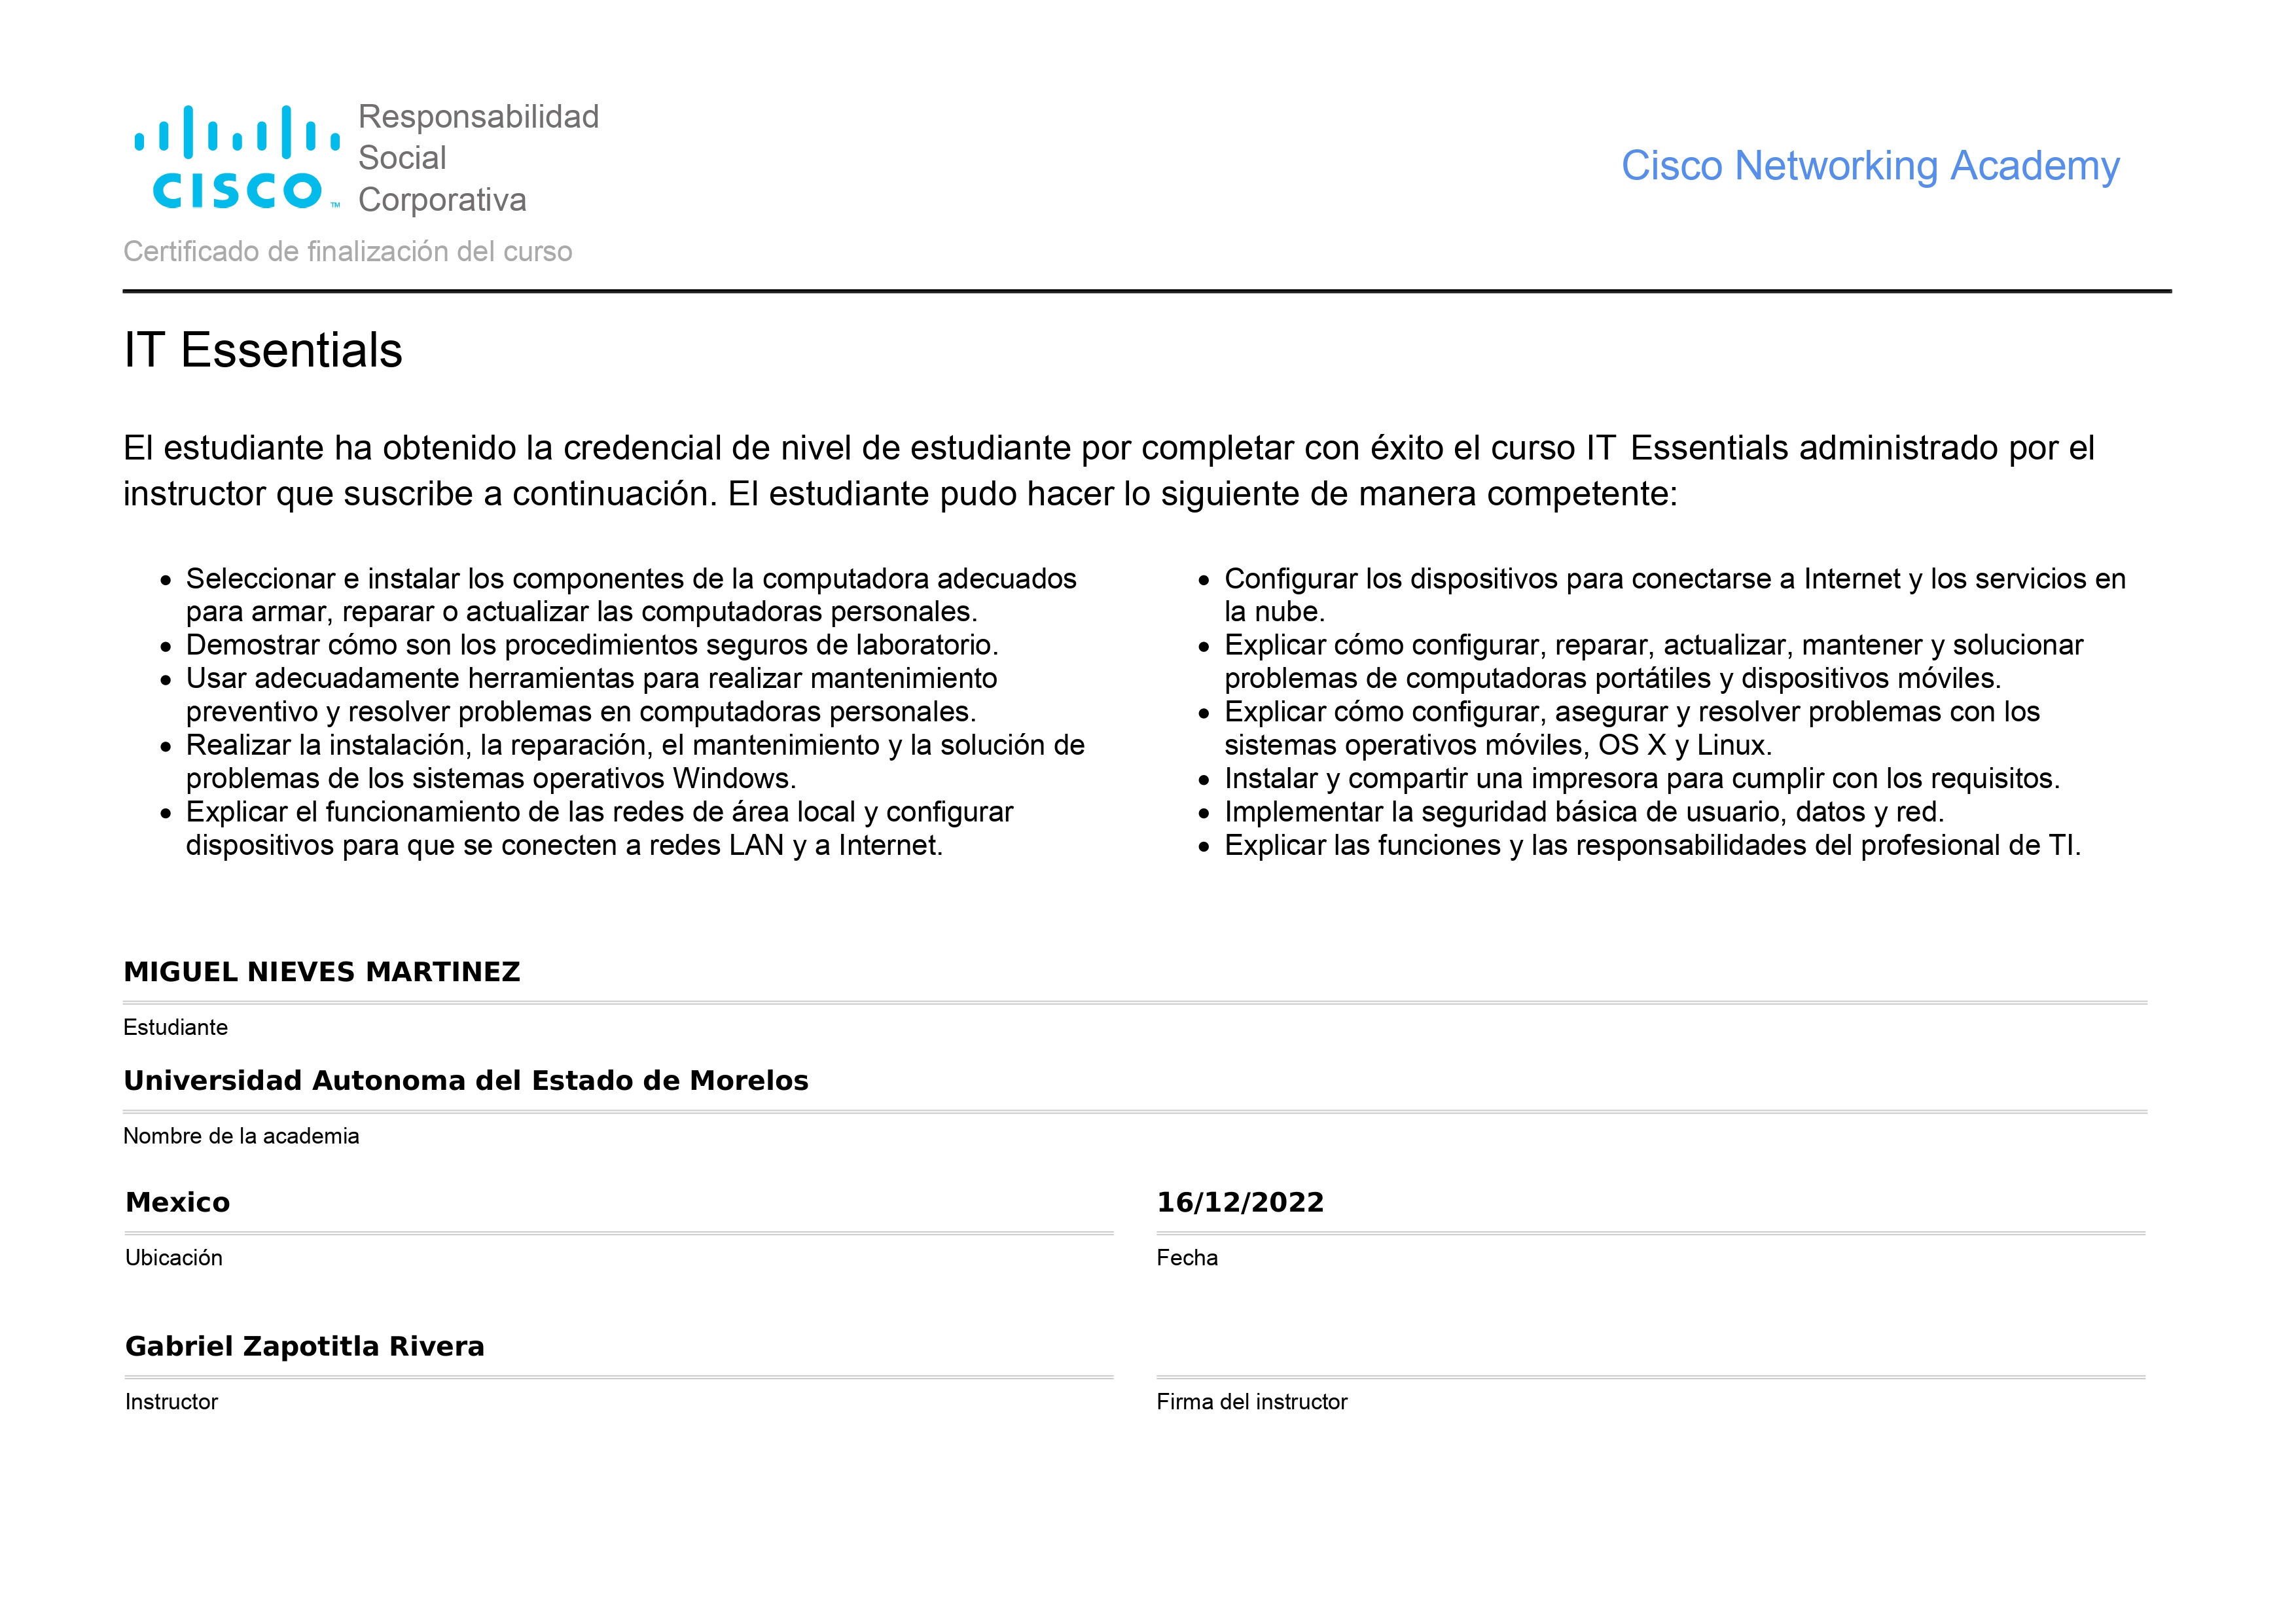 Responsabilidad
Social
Corporativa
CISCO™
Cisco Networking Academy
Certificado de finalización del curso
IT Essentials
El estudiante ha obtenido la credencial de nivel de estudiante por completar con éxito el curso IT Essentials administrado por el
instructor que suscribe a continuación. El estudiante pudo hacer lo siguiente de manera competente:
• Seleccionar e instalar los componentes de la computadora adecuados
para armar, reparar o actualizar las computadoras personales.
• Demostrar cómo son los procedimientos seguros de laboratorio.
• Usar adecuadamente herramientas para realizar mantenimiento
preventivo y resolver problemas en computadoras personales.
• Realizar la instalación, la reparación, el mantenimiento y la solución de
problemas de los sistemas operativos Windows.
• Explicar el funcionamiento de las redes de área local y configurar
dispositivos para que se conecten a redes LAN y a Internet.
• Configurar los dispositivos para conectarse a Internet y los servicios en
la nube.
• Explicar cómo configurar, reparar, actualizar, mantener y solucionar
problemas de computadoras portátiles y dispositivos móviles.
• Explicar cómo configurar, asegurar y resolver problemas con los
sistemas operativos móviles, OS X y Linux.
• Instalar y compartir una impresora para cumplir con los requisitos.
• Implementar la seguridad básica de usuario, datos y red.
• Explicar las funciones y las responsabilidades del profesional de TI.
MIGUEL NIEVES MARTINEZ
Estudiante
Universidad Autonoma del Estado de Morelos
Nombre de la academia
Mexico
Ubicación
16/12/2022
Fecha
Gabriel Zapotitla Rivera
Instructor
Firma del instructor